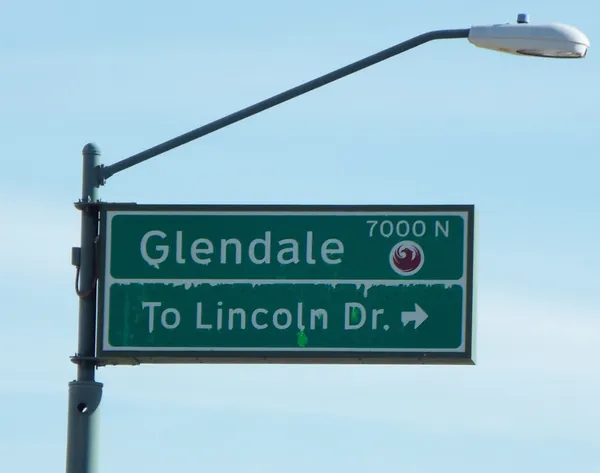 7000 N
Glendale
To Lincoln Dr. →